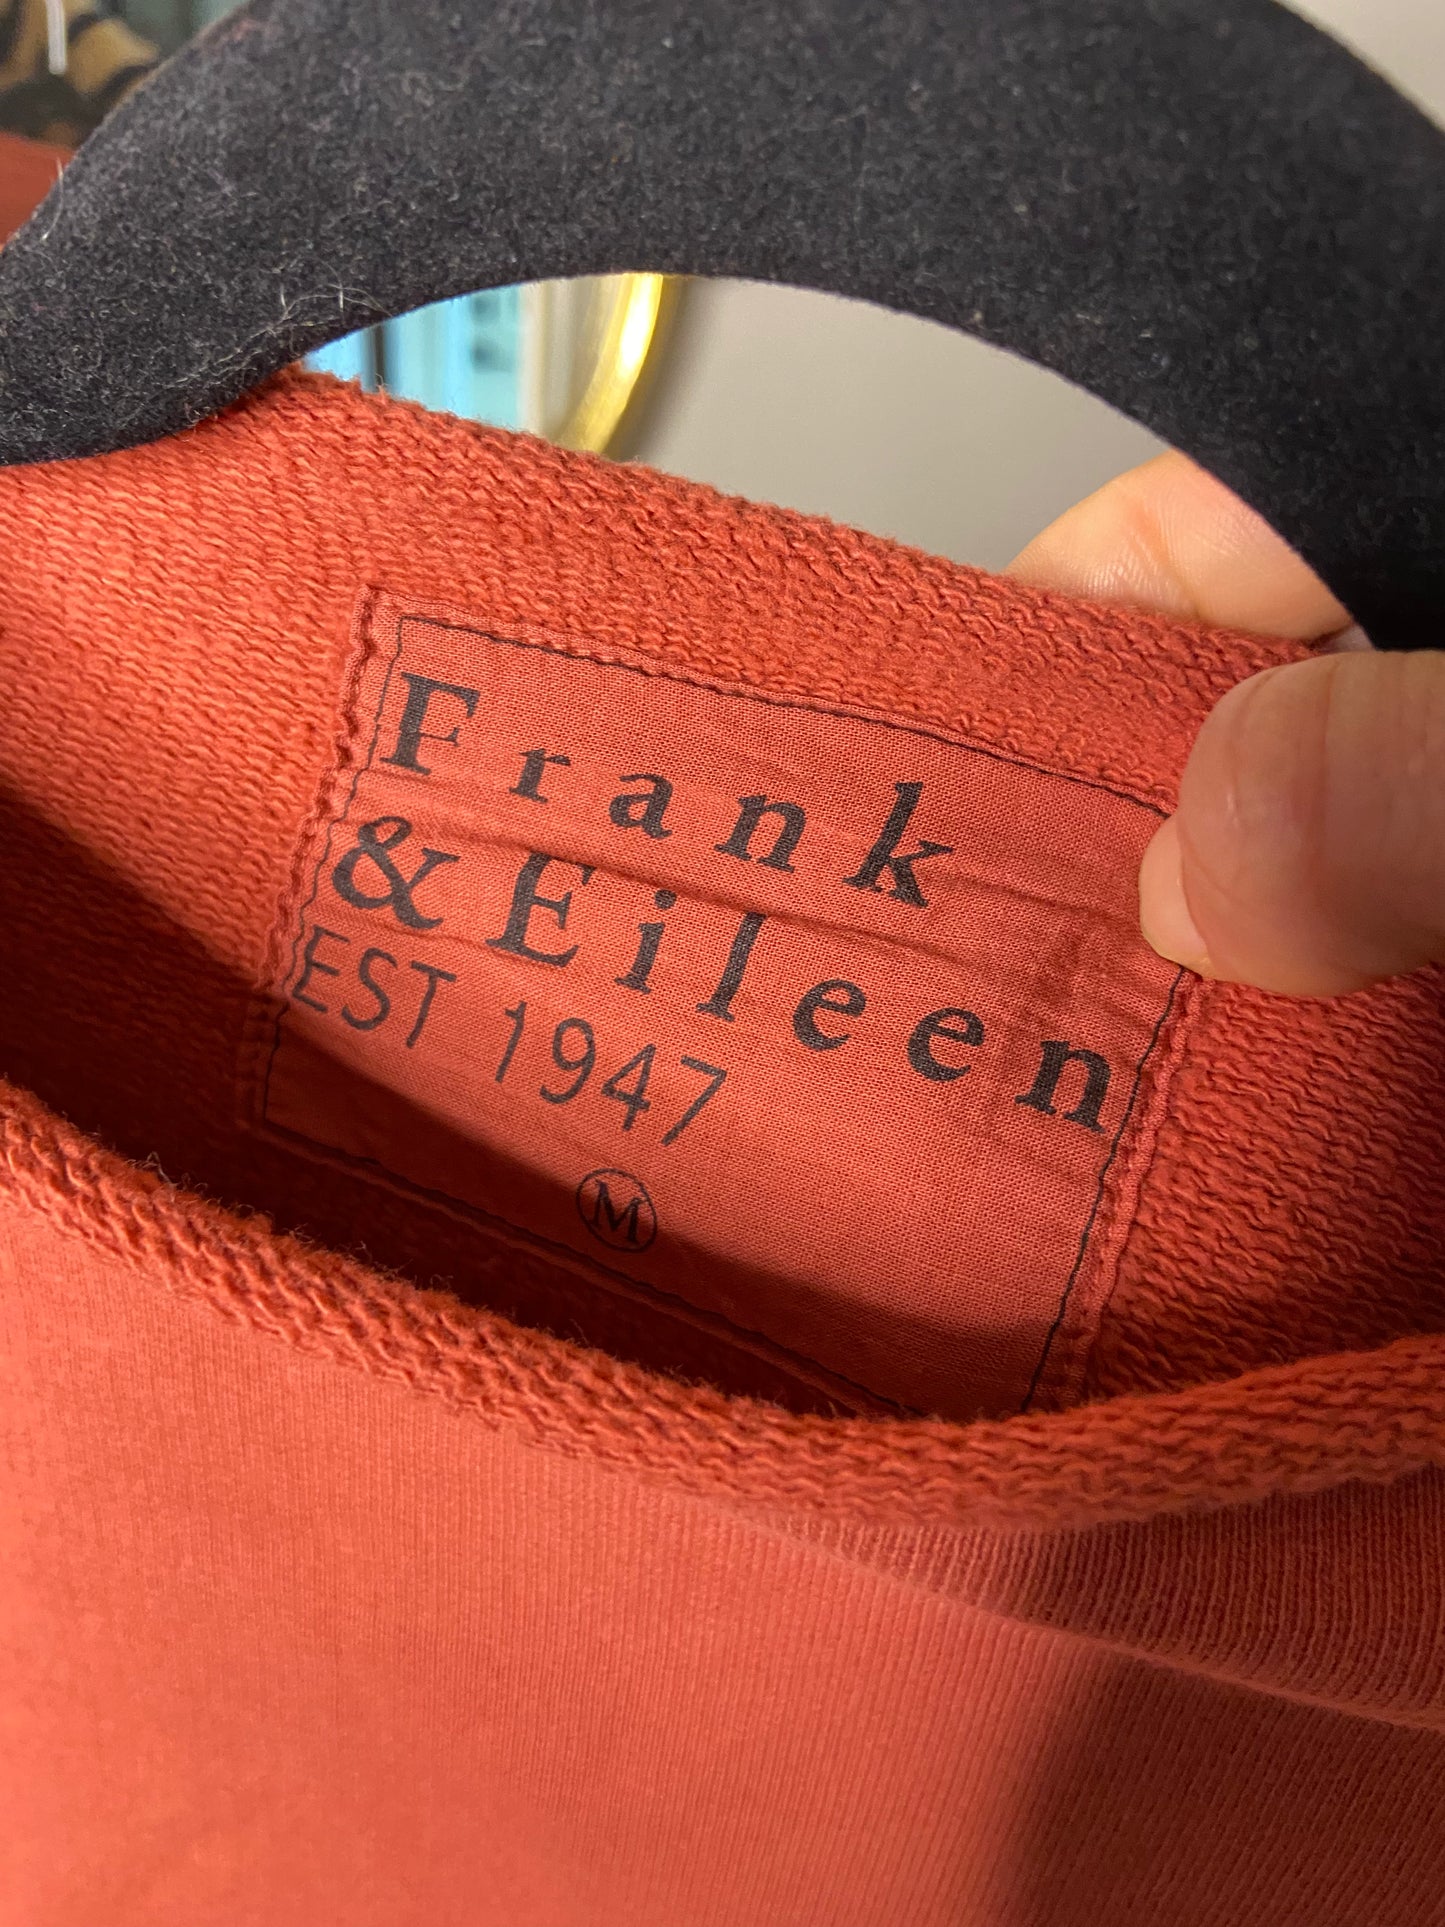 Frank
& Eileen
EST 1947
M